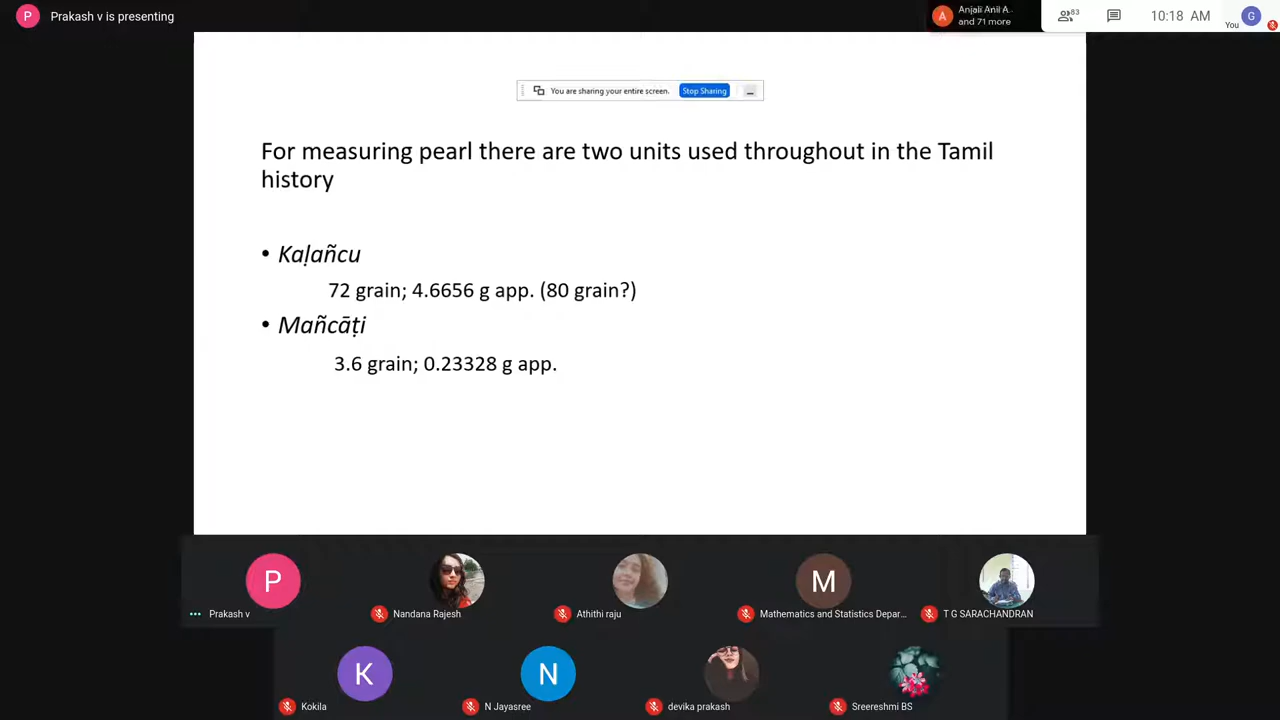 Prakash v is presenting
Anjali Anil A..
and 71 more
83
10:18 AM
You
G
You are sharing your entire screen.
Stop Sharing
For measuring pearl there are two units used throughout in the Tamil
history
• Kaḷañcu
72 grain; 4.6656 g app. (80 grain?)
• Mañcāṭi
3.6 grain; 0.23328 g app.
P
A
P
M
Prakash v
Nandana Rajesh
Athithi raju
Mathematics and Statistics Depar...
T G SARACHANDRAN
K
N
Kokila
N Jayasree
devika prakash
Sreereshmi BS